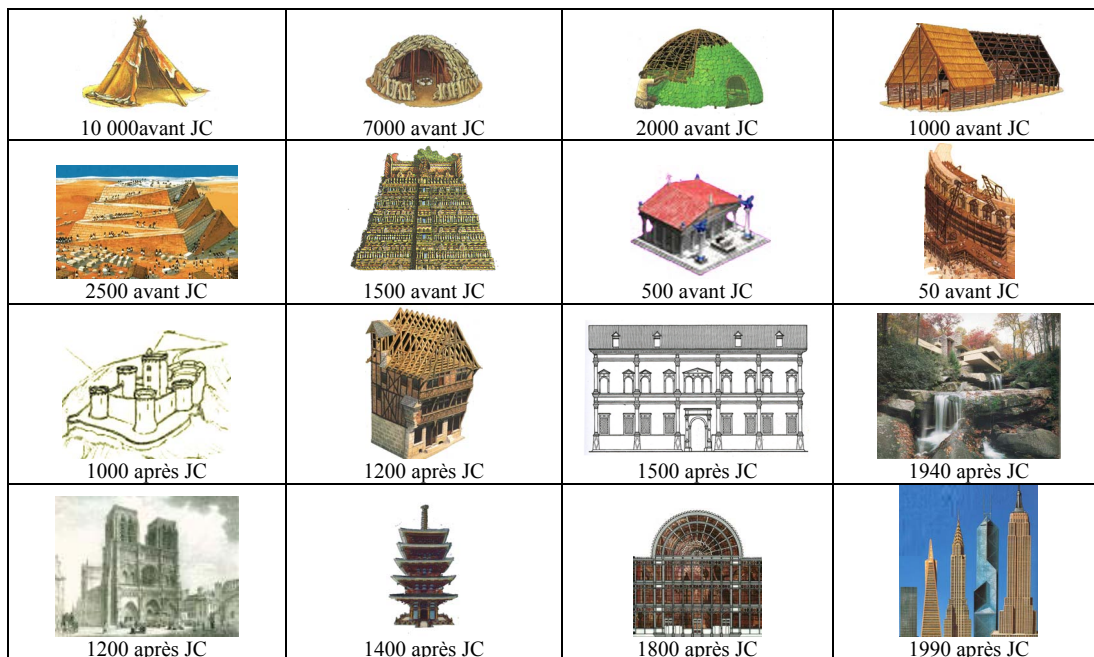 10 000avant JC
7000 avant JC
2000 avant JC
1000 avant JC
2500 avant JC
1500 avant JC
500 avant JC
50 avant JC
1000 après JC
1200 après JC
1500 après JC
1940 après JC
1200 après JC
1400 après JC
1800 après JC
1990 après JC